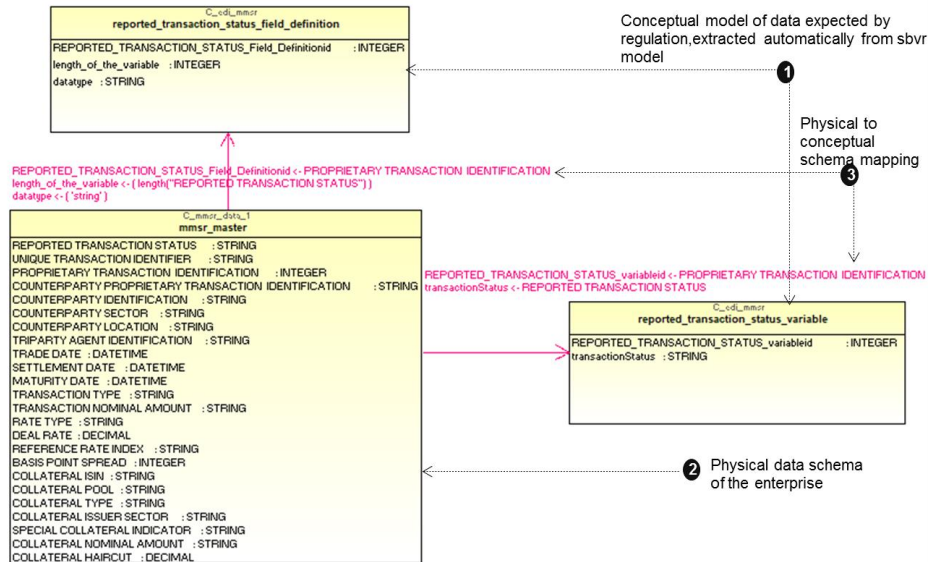 C_cdi_mmsr
reported_transaction_status_field_definition
REPORTED_TRANSACTION_STATUS_Field_Definitionid : INTEGER
length_of_the_variable : INTEGER
datatype : STRING
Conceptual model of data expected by
regulation,extracted automatically from sbvr
model
1
Physical to
conceptual
schema mapping
3
REPORTED_TRANSACTION_STATUS_Field_Definitionid <- PROPRIETARY TRANSACTION IDENTIFICATION
length_of_the_variable <- ( length("REPORTED TRANSACTION STATUS") )
datatype <- ( 'string' )
C_mmsr_data_1
mmsr_master
REPORTED TRANSACTION STATUS : STRING
UNIQUE TRANSACTION IDENTIFIER : STRING
PROPRIETARY TRANSACTION IDENTIFICATION : INTEGER
COUNTERPARTY PROPRIETARY TRANSACTION IDENTIFICATION : STRING
COUNTERPARTY IDENTIFICATION : STRING
COUNTERPARTY SECTOR : STRING
COUNTERPARTY LOCATION : STRING
TRIPARTY AGENT IDENTIFICATION : STRING
TRADE DATE : DATETIME
SETTLEMENT DATE : DATETIME
MATURITY DATE : DATETIME
TRANSACTION TYPE : STRING
TRANSACTION NOMINAL AMOUNT : STRING
RATE TYPE : STRING
DEAL RATE : DECIMAL
REFERENCE RATE INDEX : STRING
BASIS POINT SPREAD : INTEGER
COLLATERAL ISIN : STRING
COLLATERAL POOL : STRING
COLLATERAL TYPE : STRING
COLLATERAL ISSUER SECTOR : STRING
SPECIAL COLLATERAL INDICATOR : STRING
COLLATERAL NOMINAL AMOUNT : STRING
COLLATERAL HAIRCUT : DECIMAL
REPORTED_TRANSACTION_STATUS_variableid <- PROPRIETARY TRANSACTION IDENTIFICATION
transactionStatus <- REPORTED TRANSACTION STATUS
C_cdi_mmsr
reported_transaction_status_variable
REPORTED_TRANSACTION_STATUS_variableid : INTEGER
transactionStatus : STRING
2
Physical data schema
of the enterprise